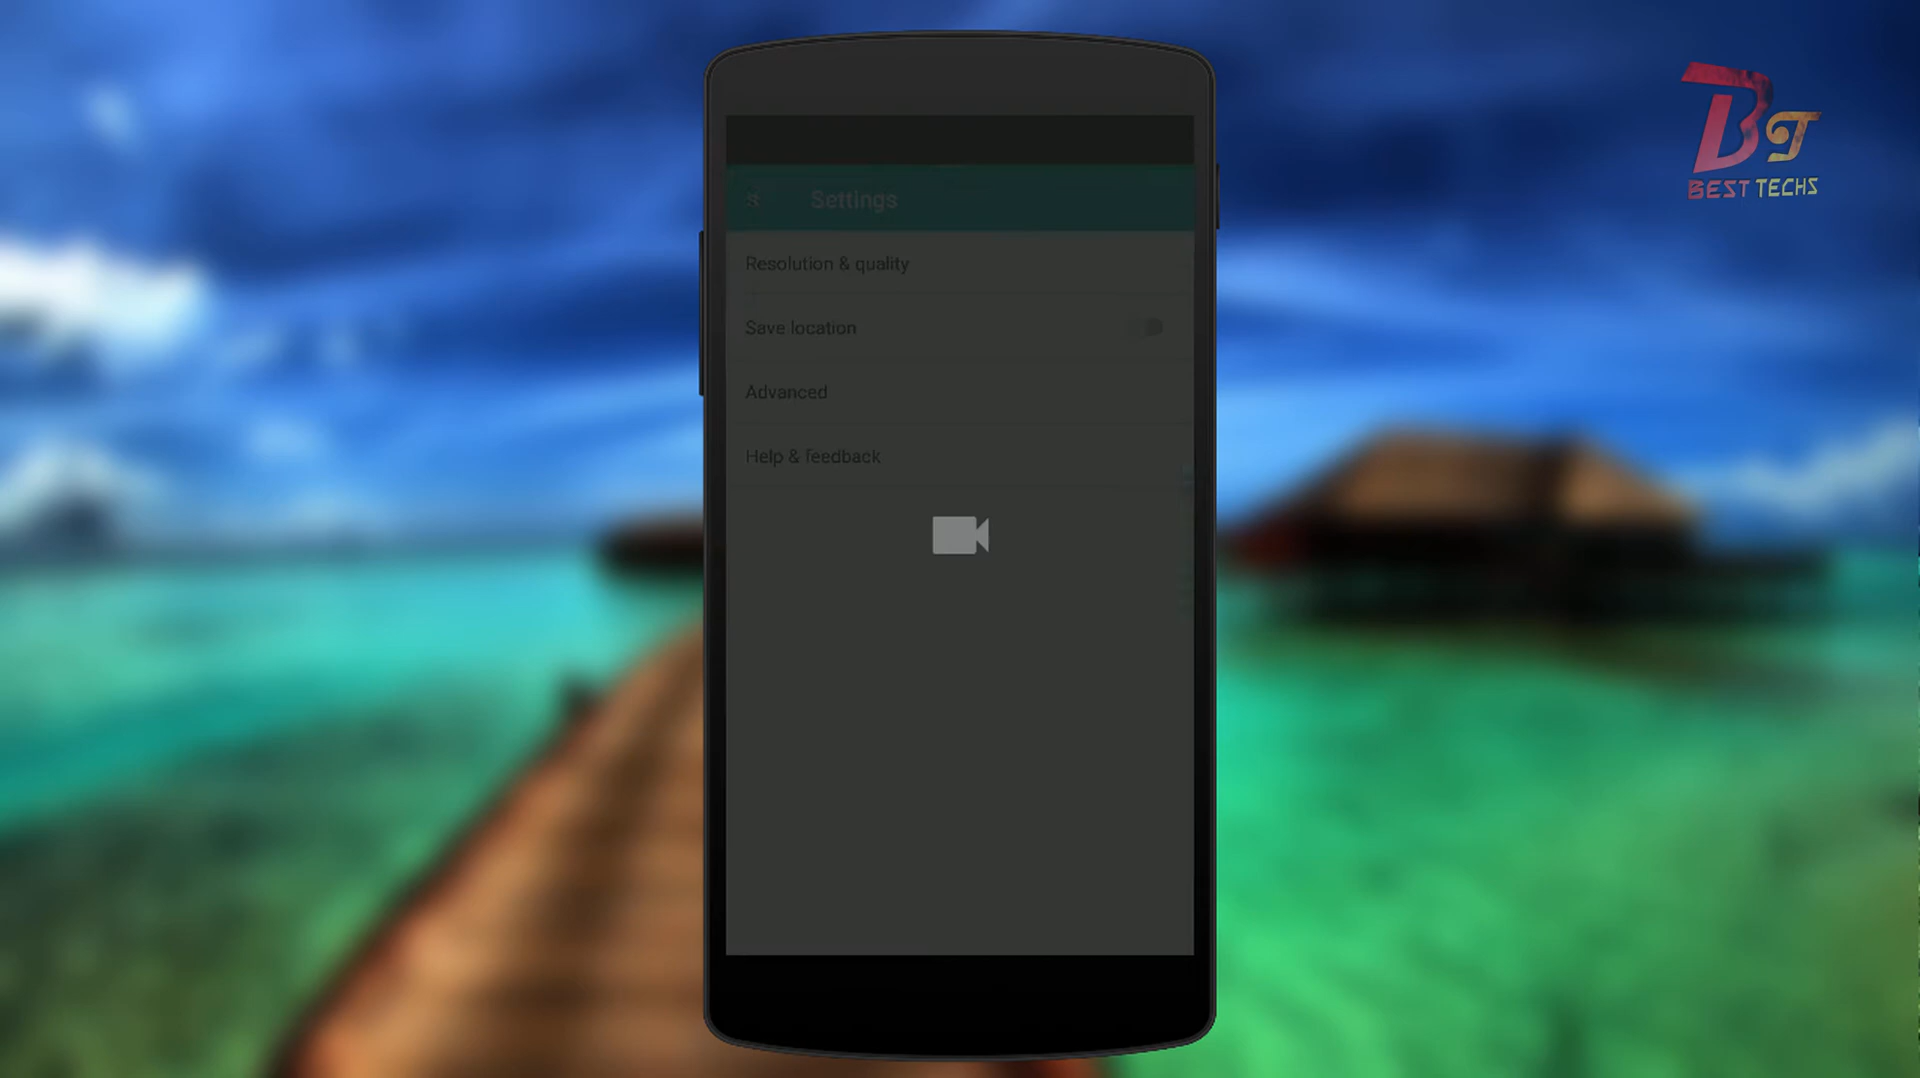 BEST TECHS
Settings
Resolution & quality
Save location
Advanced
Help & feedback